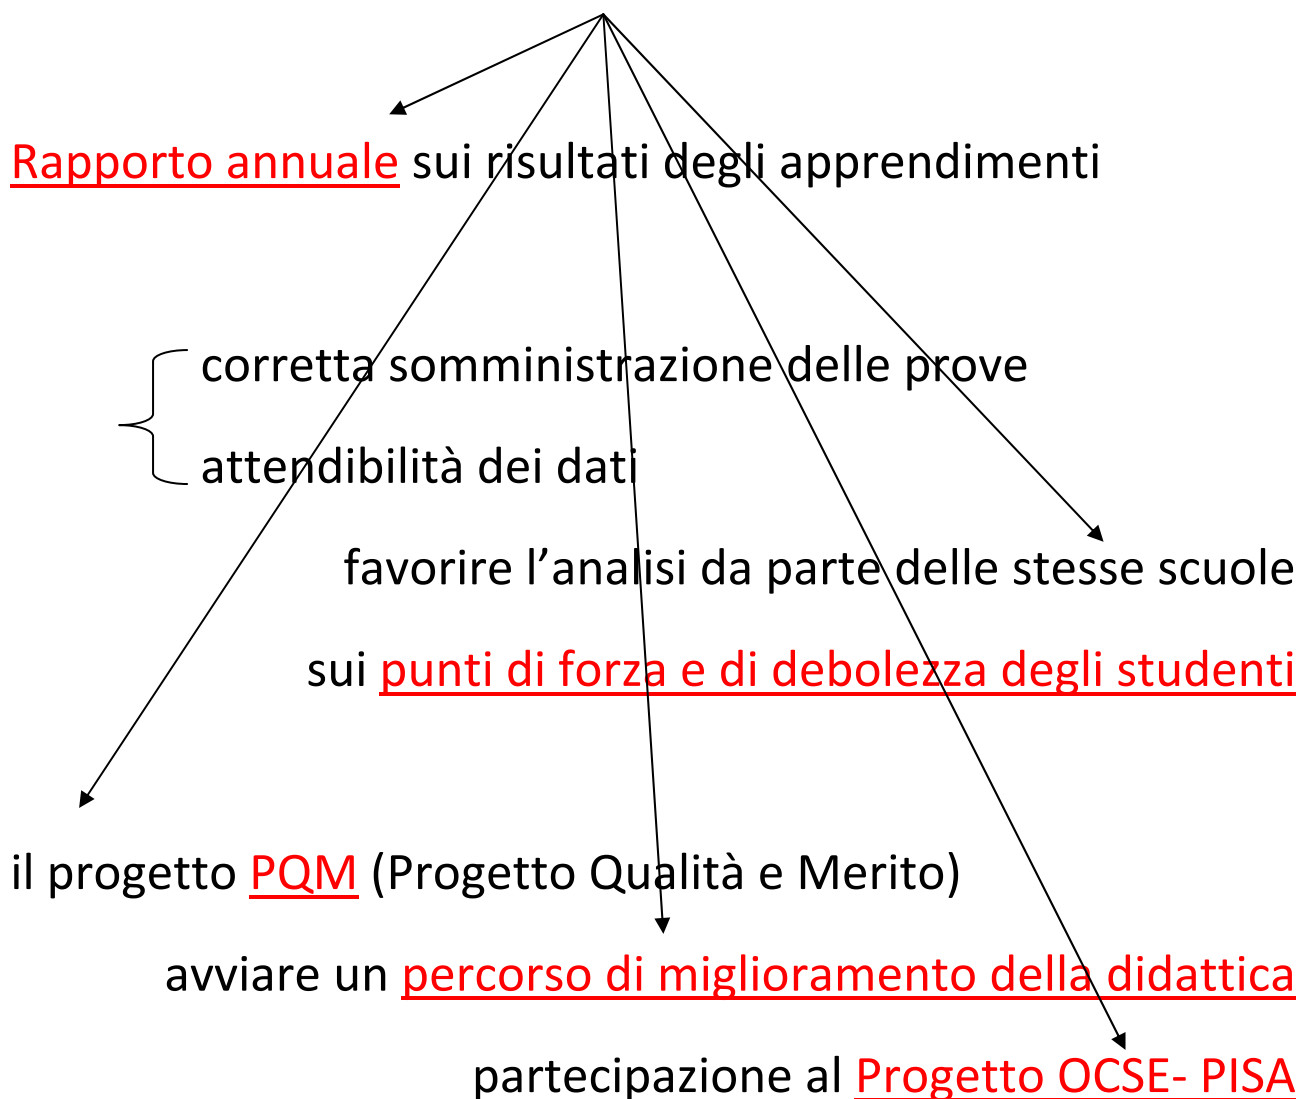 Rapporto annuale sui risultati degli apprendimenti
corretta somministrazione delle prove
attendibilità dei dati
favorire l’analisi da parte delle stesse scuole
sui punti di forza e di debolezza degli studenti
il progetto PQM (Progetto Qualità e Merito)
avviare un percorso di miglioramento della didattica
partecipazione al Progetto OCSE- PISA